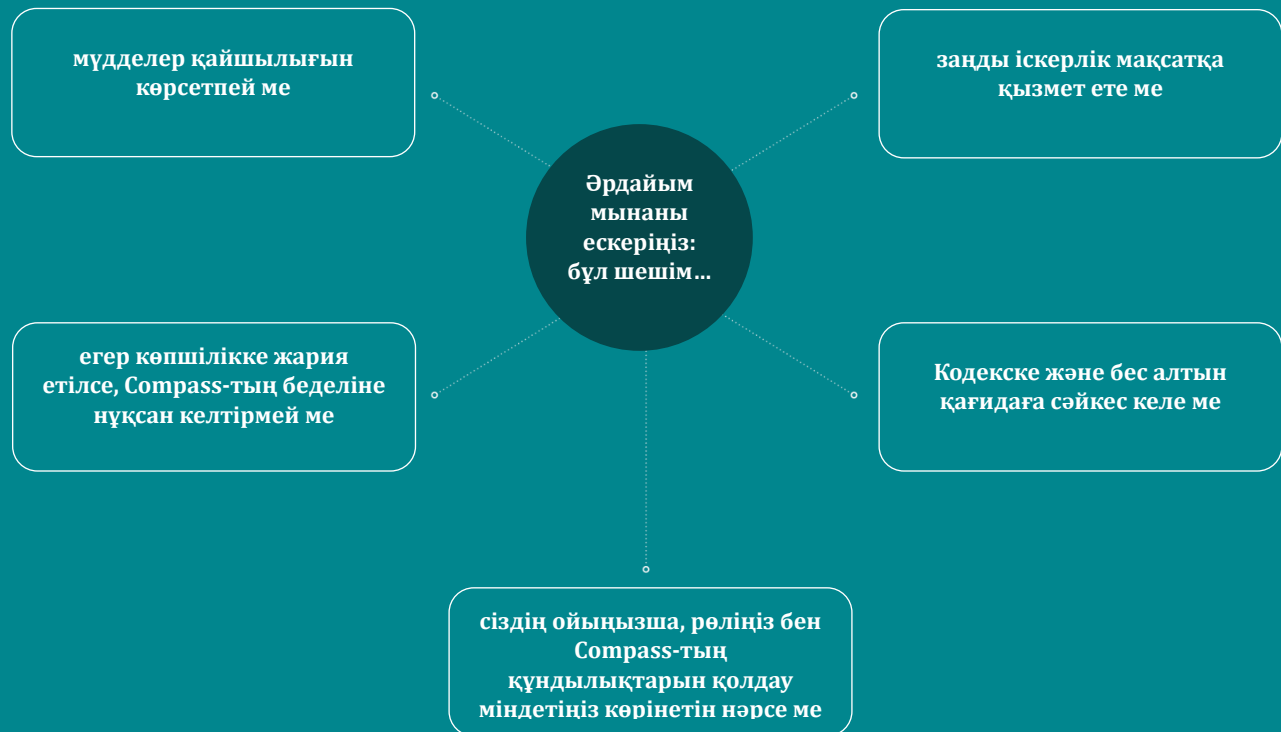 мүдделер қайшылығын
көрсетпей ме
заңды іскерлік мақсатқа
қызмет ете ме
Әрдайым
мынаны
ескеріңіз:
бұл шешім…
егер көпшілікке жария
етілсе, Compass-тың беделіне
нұқсан келтірмей ме
Кодекске және бес алтын
қағидаға сәйкес келе ме
сіздің ойыңызша, рөліңіз бен
Compass-тың
құндылықтарын қолдау
міндетіңіз көрінетін нәрсе ме